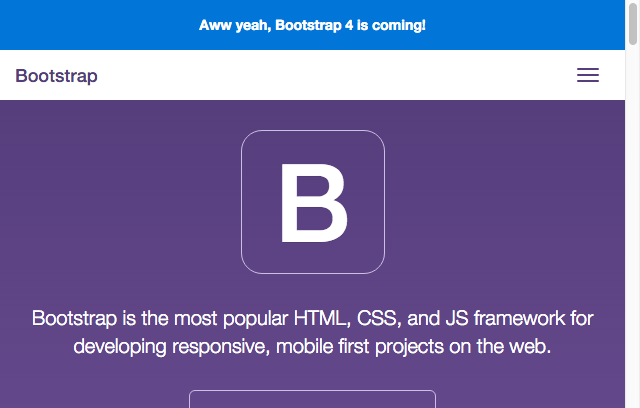 Aww yeah, Bootstrap 4 is coming!
Bootstrap
B
Bootstrap is the most popular HTML, CSS, and JS framework for
developing responsive, mobile first projects on the web.